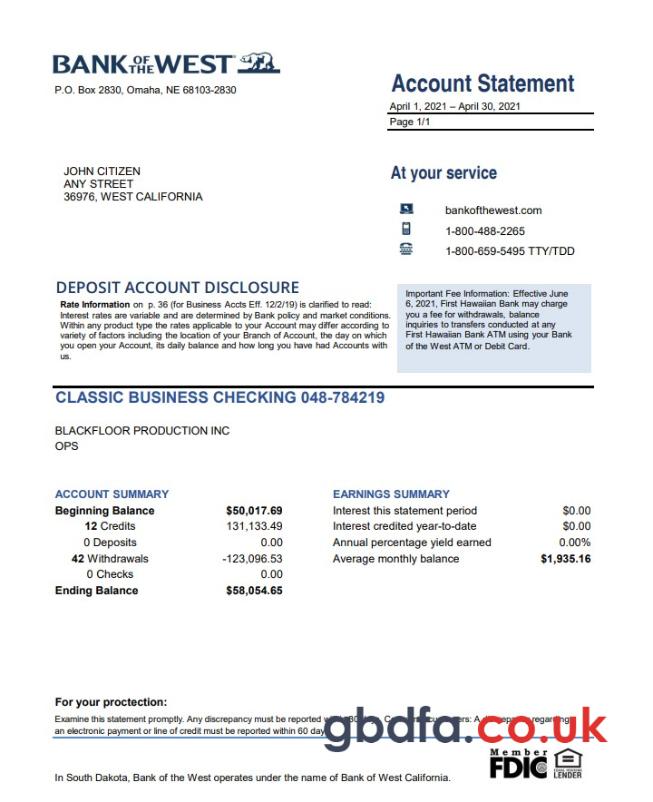 BANK OF THE WEST
P.O. Box 2830, Omaha, NE 68103-2830
Account Statement
April 1, 2021 – April 30, 2021
Page 1/1
JOHN CITIZEN
ANY STREET
36976, WEST CALIFORNIA
At your service
bankofthewest.com
1-800-488-2265
1-800-659-5495 TTY/TDD
DEPOSIT ACCOUNT DISCLOSURE
Rate Information on p. 36 (for Business Accts Eff. 12/2/19) is clarified to read:
Interest rates are variable and are determined by Bank policy and market conditions.
Within any product type the rates applicable to your Account may differ according to
variety of factors including the location of your Branch of Account, the day on which
you open your Account, its daily balance and how long you have had Accounts with
us.
Important Fee Information: Effective June
6, 2021, First Hawaiian Bank may charge
you a fee for withdrawals, balance
inquiries to transfers conducted at any
First Hawaiian Bank ATM using your Bank
of the West ATM or Debit Card.
CLASSIC BUSINESS CHECKING 048-784219
BLACKFLOOR PRODUCTION INC
OPS
ACCOUNT SUMMARY
Beginning Balance $50,017.69
12 Credits 131,133.49
0 Deposits 0.00
42 Withdrawals -123,096.53
0 Checks 0.00
Ending Balance $58,054.65
EARNINGS SUMMARY
Interest this statement period $0.00
Interest credited year-to-date $0.00
Annual percentage yield earned 0.00%
Average monthly balance $1,935.16
For your proctection:
Examine this statement promptly. Any discrepancy must be reported regarding
an electronic payment or line of credit must be reported within 60 day
gbdfa.co.uk
Member
FDIC
EQUAL HOUSING
LENDER
In South Dakota, Bank of the West operates under the name of Bank of West California.